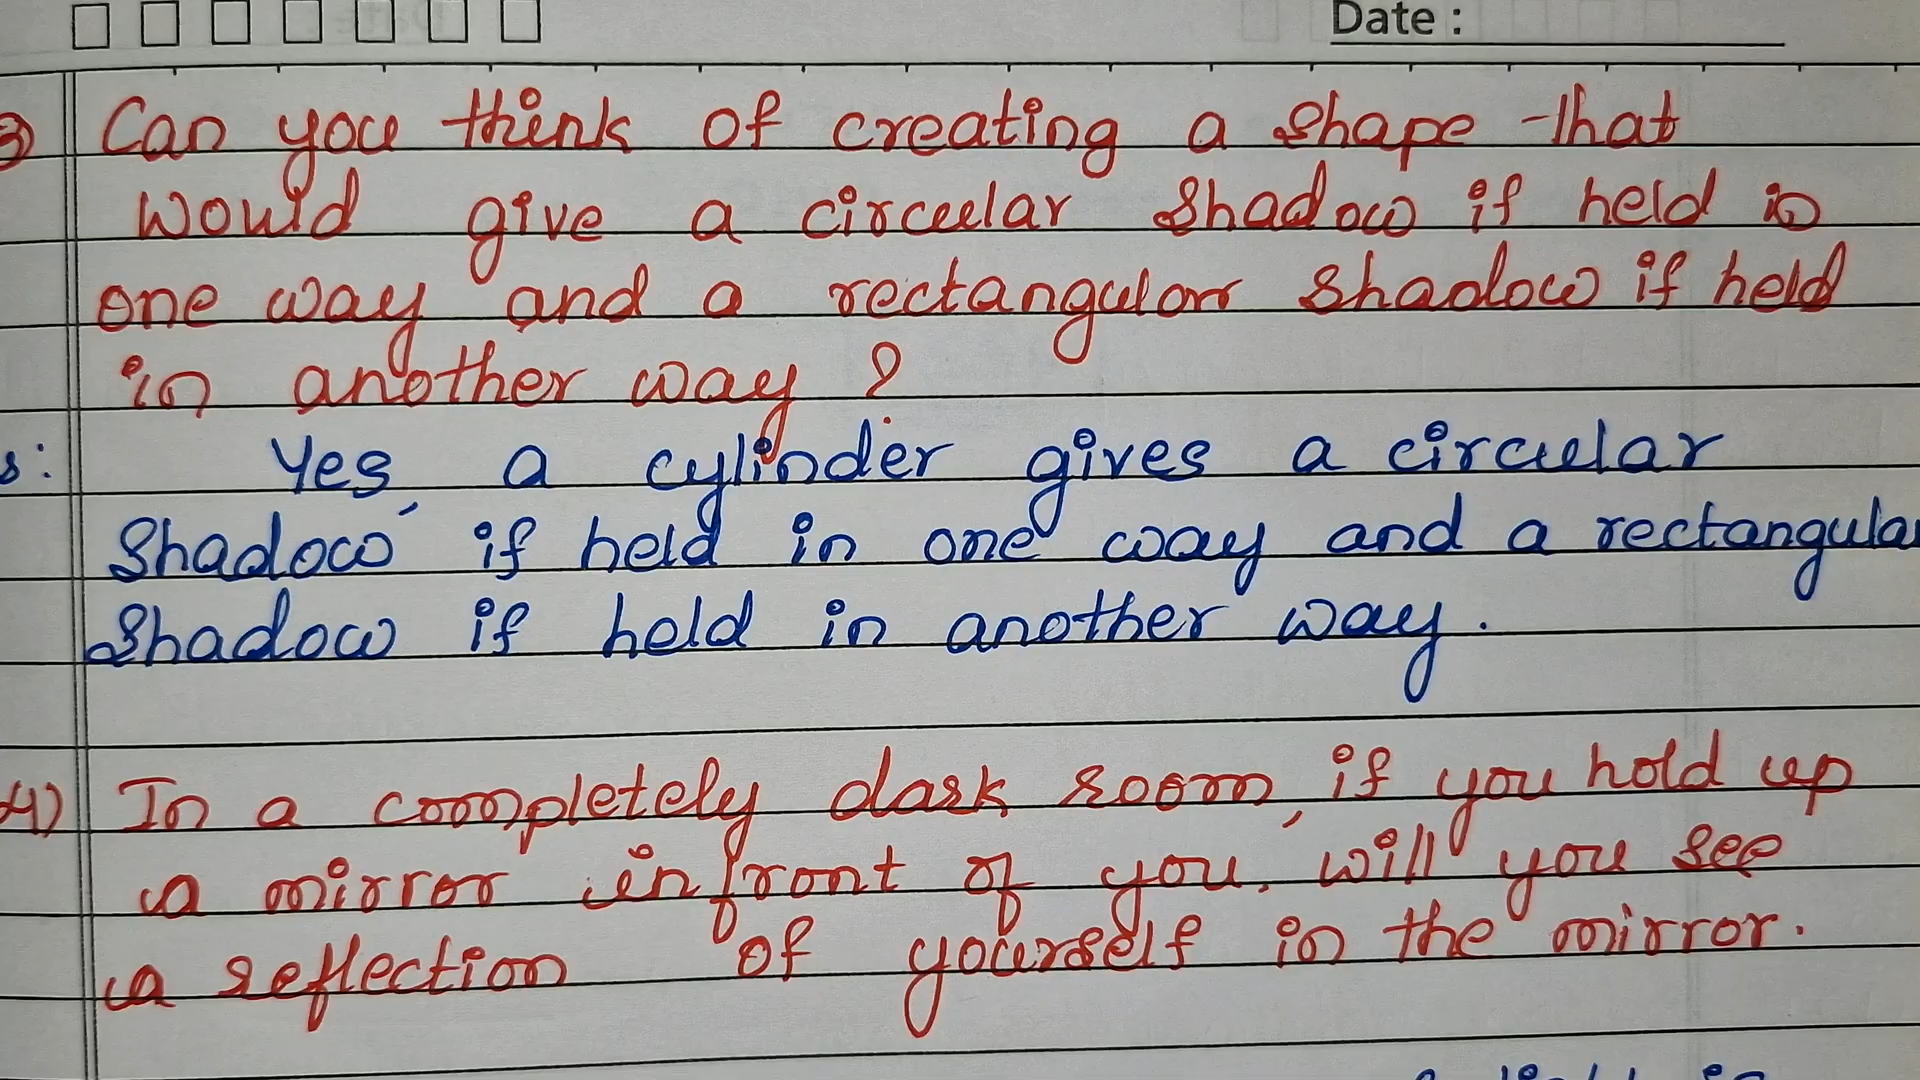 Date :
3) Can you think of creating a shape that
would give a circular shadow if held in
one way and a rectangular shadow if held
in another way ?
s: Yes, a cylinder gives a circular
shadow if held in one way and a rectangular
shadow if held in another way.
4) In a completely dark room, if you hold up
a mirror in front of you, will you see
a reflection of yourself in the mirror.